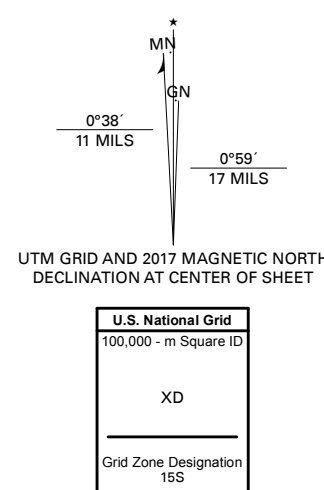 ★
MN
GN
0°38´
11 MILS
0°59´
17 MILS
UTM GRID AND 2017 MAGNETIC NORTH
DECLINATION AT CENTER OF SHEET
U.S. National Grid
100,000 - m Square ID
XD
Grid Zone Designation
15S